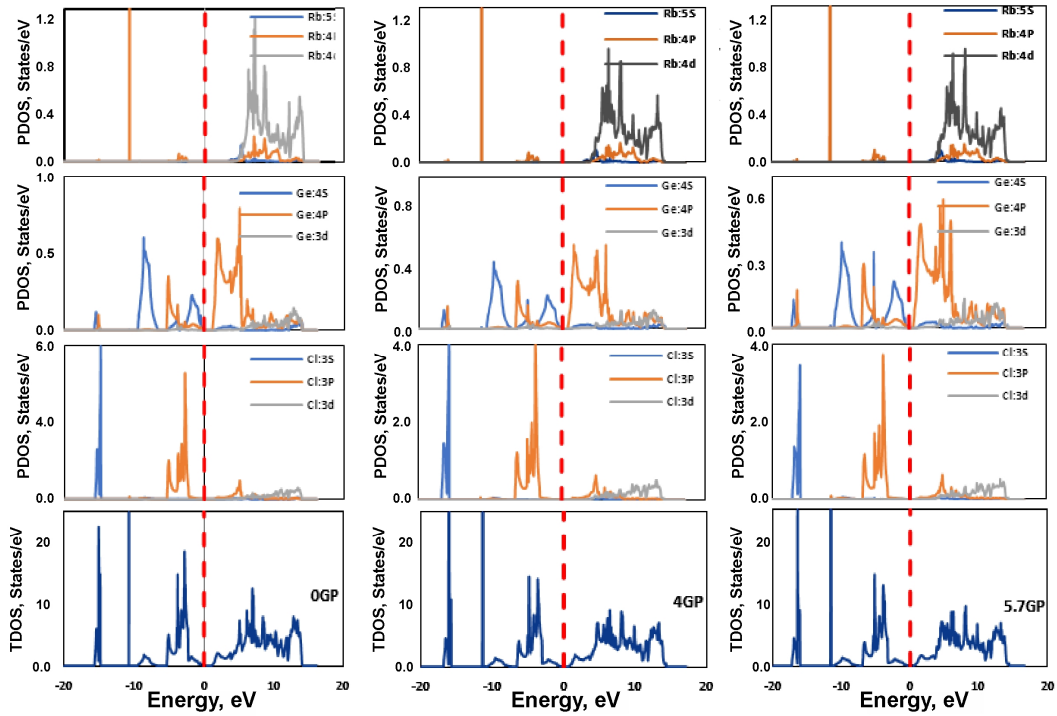 1.2
0.8
0.4
0.0
PDOS, States/eV
Rb:5
Rb:4
Rb:4
1.2
0.8
0.4
0.0
PDOS, States/eV
Rb:5S
Rb:4P
Rb:4d
1.2
0.8
0.4
0.0
PDOS, States/eV
Rb:5S
Rb:4P
Rb:4d
1.0
0.5
0.0
PDOS, States/eV
Ge:4S
Ge:4P
Ge:3d
0.8
0.4
0.0
PDOS, States/eV
Ge:4S
Ge:4P
Ge:3d
0.6
0.3
0.0
PDOS, States/eV
Ge:4S
Ge:4P
Ge:3d
6.0
4.0
2.0
0.0
PDOS, States/eV
Cl:3S
Cl:3P
Cl:3d
4.0
2.0
0.0
PDOS, States/eV
Cl:3S
Cl:3P
Cl:3d
4.0
2.0
0.0
PDOS, States/eV
Cl:3S
Cl:3P
Cl:3d
20
10
0.0
TDOS, States/eV
0GP
-20 -10 0 10 20
Energy, eV
20
10
0.0
TDOS, States/eV
4GP
-20 -10 0 10 20
Energy, eV
20
10
0.0
TDOS, States/eV
5.7GP
-20 -10 0 10 20
Energy, eV